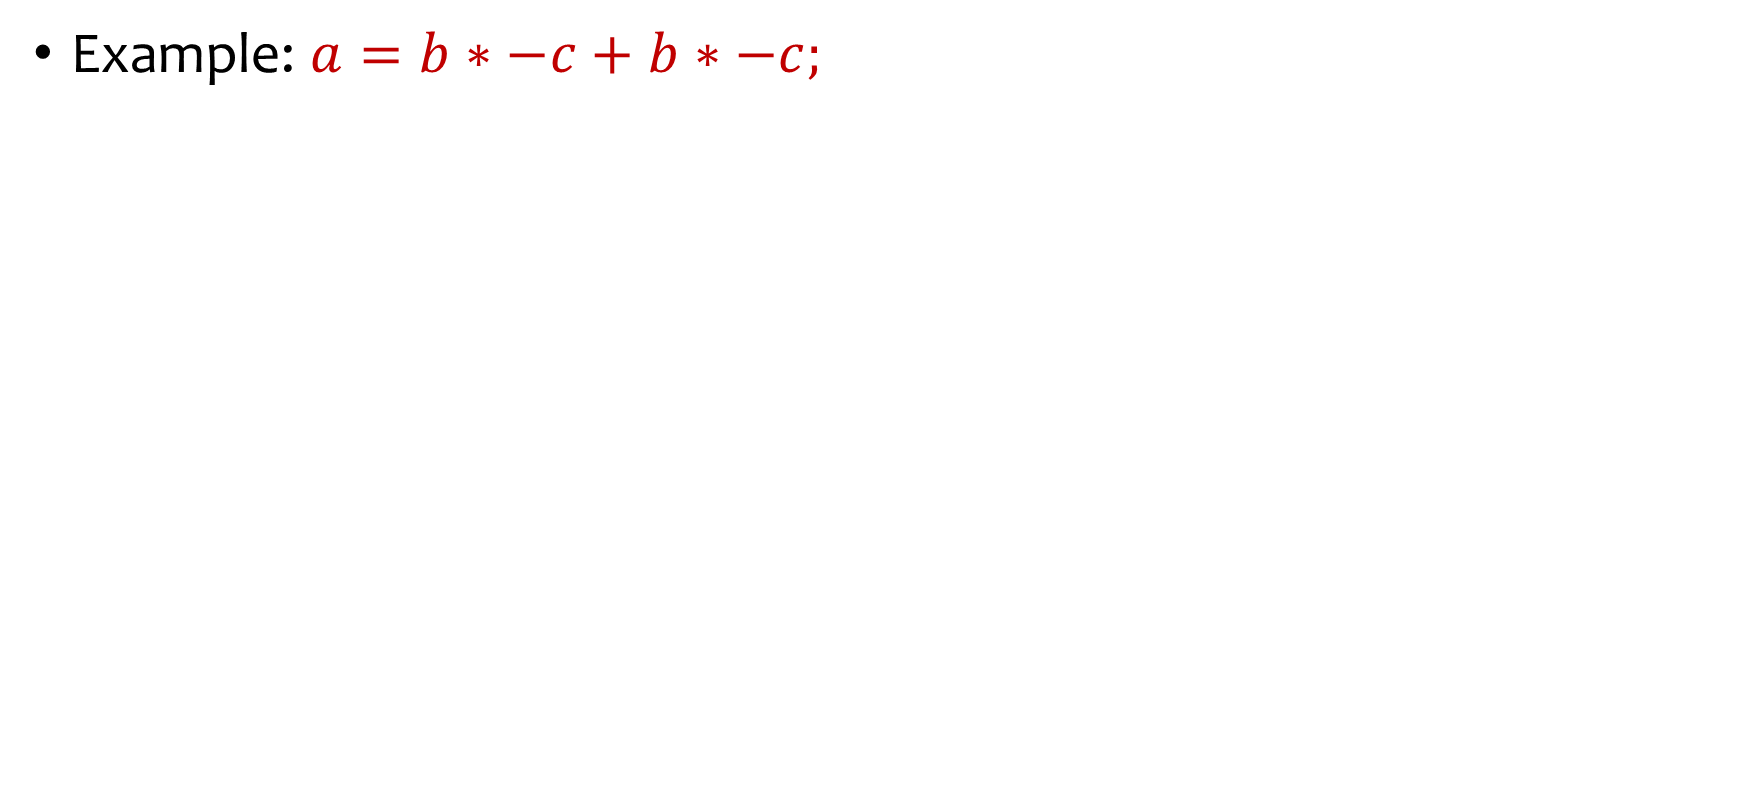 • Example: a = b ∗ −c + b ∗ −c;